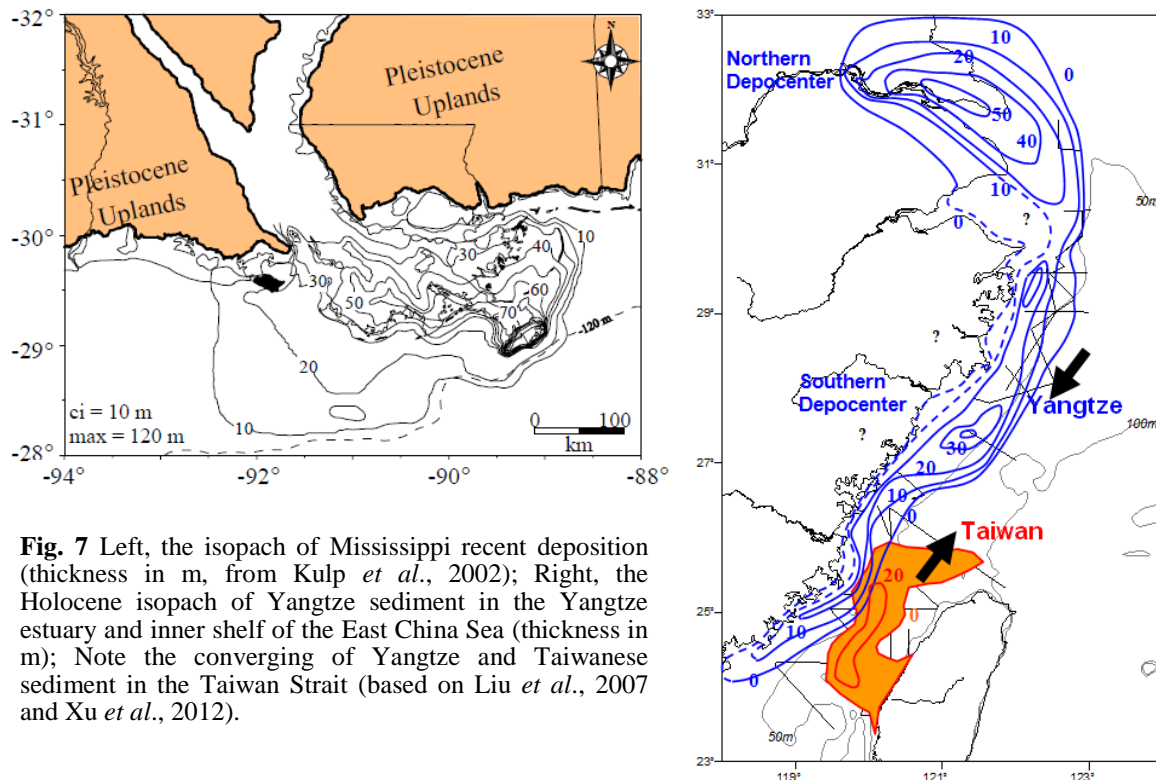 -32°
-31°
-30°
-29°
-28°
-94°
-92°
-90°
-88°
N
Pleistocene
Uplands
Pleistocene
Uplands
10
40
30
30
50
60
70
-120 m
20
10
ci = 10 m
max = 120 m
0 100
km
Fig. 7 Left, the isopach of Mississippi recent deposition
(thickness in m, from Kulp et al., 2002); Right, the
Holocene isopach of Yangtze sediment in the Yangtze
estuary and inner shelf of the East China Sea (thickness in
m); Note the converging of Yangtze and Taiwanese
sediment in the Taiwan Strait (based on Liu et al., 2007
and Xu et al., 2012).
33°
31°
29°
27°
25°
23°
119°
121°
123°
10
20
0
Northern
Depocenter
50
40
10
0
?
50m
?
Southern
Depocenter
?
Yangtze
100m
30
20
10
0
Taiwan
20
0
10
0
50m